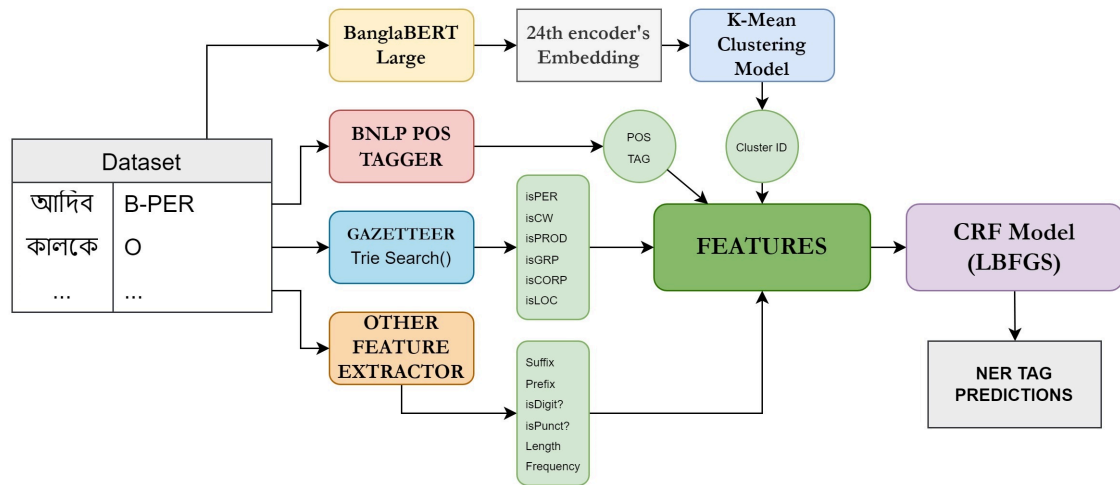 BanglaBERT
Large
24th encoder's
Embedding
K-Mean
Clustering
Model
BNLP POS
TAGGER
POS
TAG
Cluster ID
Dataset
আদিব
B-PER
কালকে
O
...
...
GAZETTEER
Trie Search()
isPER
isCW
isPROD
isGRP
isCORP
isLOC
FEATURES
CRF Model
(LBFGS)
OTHER
FEATURE
EXTRACTOR
Suffix
Prefix
isDigit?
isPunct?
Length
Frequency
NER TAG
PREDICTIONS